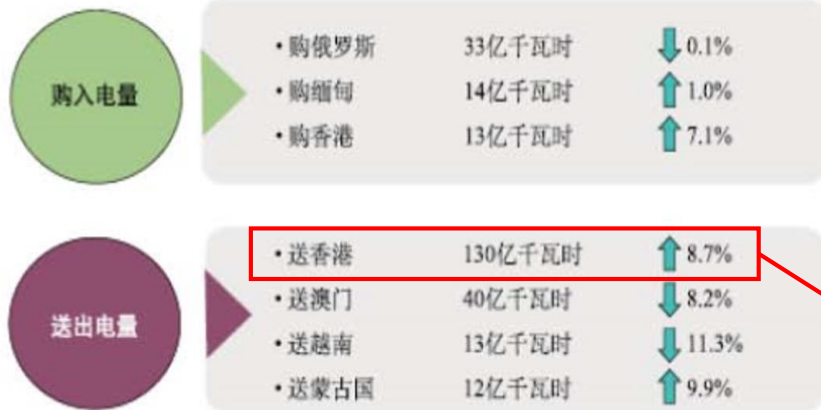 购入电量
•购俄罗斯 33亿千瓦时 0.1%
•购缅甸 14亿千瓦时 1.0%
•购香港 13亿千瓦时 7.1%
送出电量
•送香港 130亿千瓦时 8.7%
•送澳门 40亿千瓦时 8.2%
•送越南 13亿千瓦时 11.3%
•送蒙古国 12亿千瓦时 9.9%